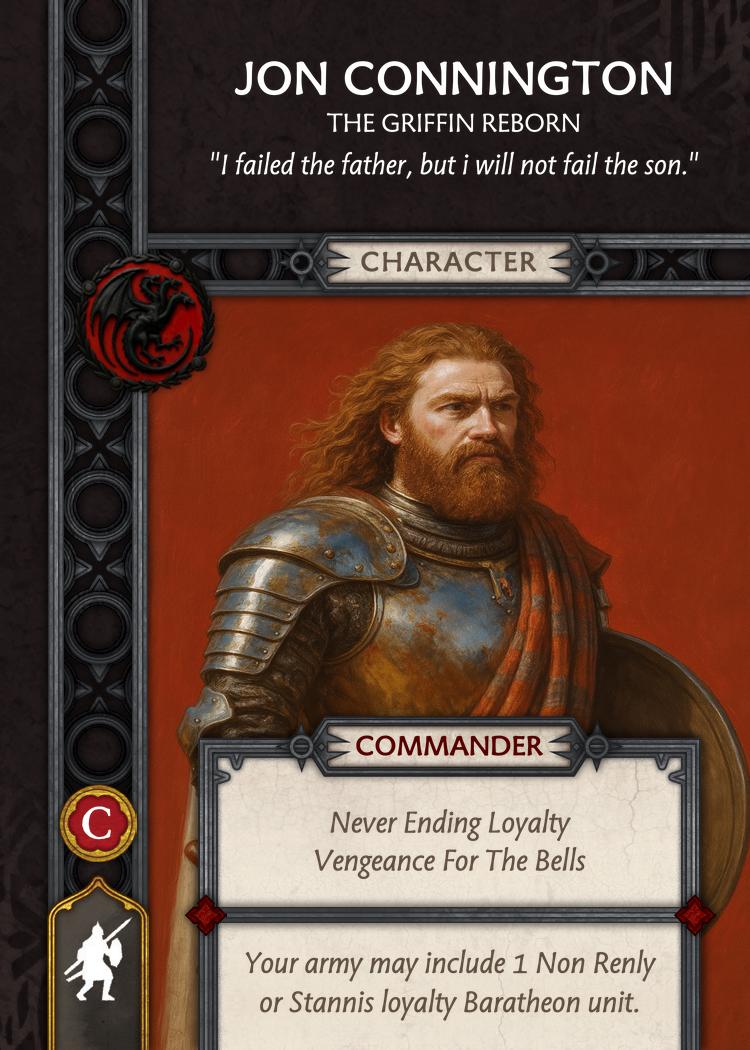 JON CONNINGTON
THE GRIFFIN REBORN
"I failed the father, but i will not fail the son."
CHARACTER
COMMANDER
C
Never Ending Loyalty
Vengeance For The Bells
Your army may include 1 Non Renly
or Stannis loyalty Baratheon unit.